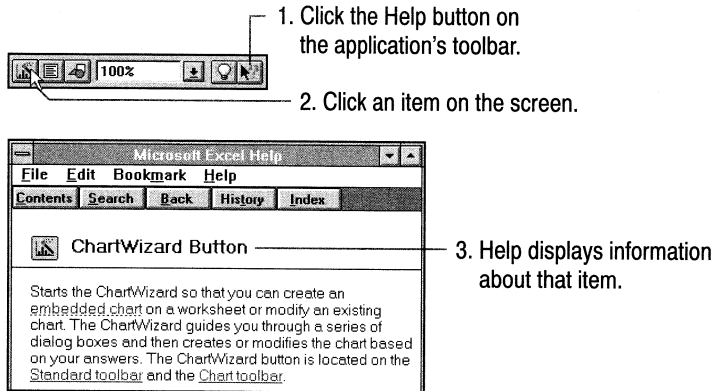 1. Click the Help button on
the application's toolbar.
100%
2. Click an item on the screen.
Microsoft Excel Help
File Edit Bookmark Help
Contents Search Back History Index
ChartWizard Button
3. Help displays information
about that item.
Starts the ChartWizard so that you can create an
embedded chart on a worksheet or modify an existing
chart. The ChartWizard guides you through a series of
dialog boxes and then creates or modifies the chart based
on your answers. The ChartWizard button is located on the
Standard toolbar and the Chart toolbar.